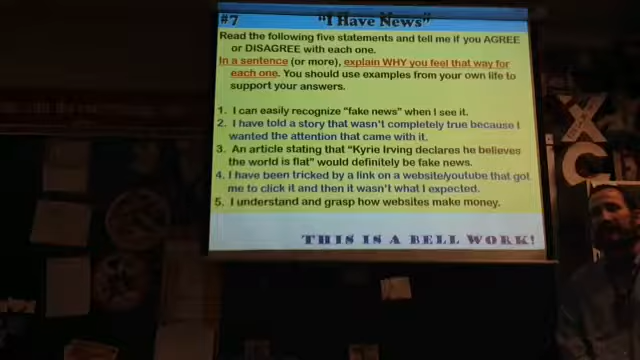 #7 "I Have News"
Read the following five statements and tell me if you AGREE
or DISAGREE with each one.
In a sentence (or more), explain WHY you feel that way for
each one. You should use examples from your own life to
support your answers.
1. I can easily recognize "fake news" when I see it.
2. I have told a story that wasn't completely true because I
wanted the attention that came with it.
3. An article stating that "Kyrie Irving declares he believes
the world is flat" would definitely be fake news.
4. I have been tricked by a link on a website/youtube that got
me to click it and then it wasn't what I expected.
5. I understand and grasp how websites make money.
THIS IS A BELL WORK!
X
C